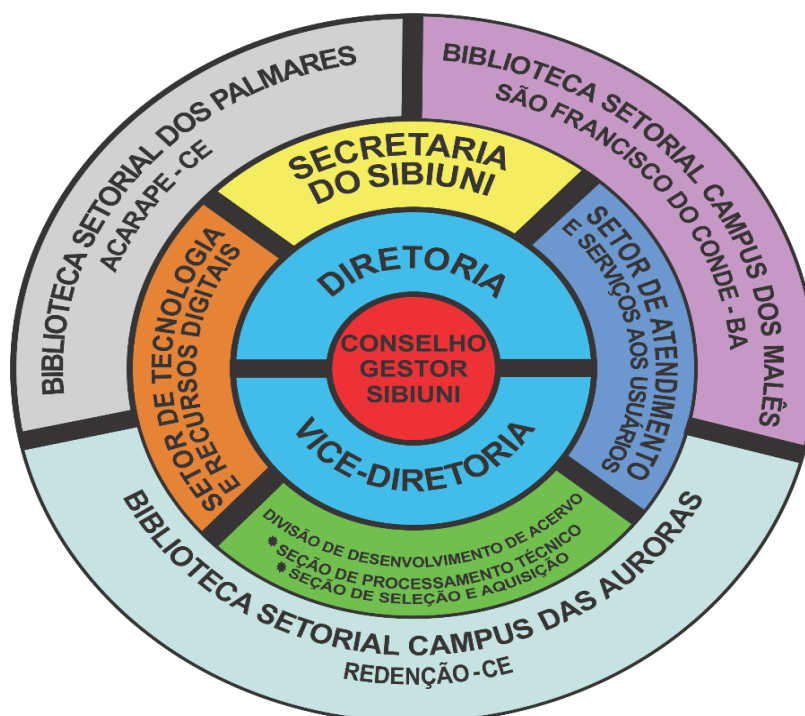 BIBLIOTECA SETORIAL DOS PALMARES
ACARAPE - CE
BIBLIOTECA SETORIAL CAMPUS DOS MALÊS
SÃO FRANCISCO DO CONDE - BA
SECRETARIA
DO SIBIUNI
SETOR DE TECNOLOGIA
E RECURSOS DIGITAIS
SETOR DE ATENDIMENTO
E SERVIÇOS AOS USUÁRIOS
DIRETORIA
CONSELHO
GESTOR
SIBIUNI
VICE-DIRETORIA
DIVISÃO DE DESENVOLVIMENTO DE ACERVO
* SEÇÃO DE PROCESSAMENTO TÉCNICO
* SEÇÃO DE SELEÇÃO E AQUISIÇÃO
BIBLIOTECA SETORIAL CAMPUS DAS AURORAS
REDENÇÃO - CE